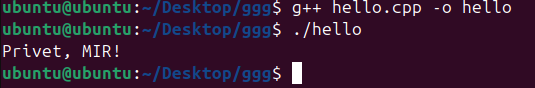 ubuntu@ubuntu:~/Desktop/ggg$ g++ hello.cpp -o hello
ubuntu@ubuntu:~/Desktop/ggg$ ./hello
Privet, MIR!
ubuntu@ubuntu:~/Desktop/ggg$